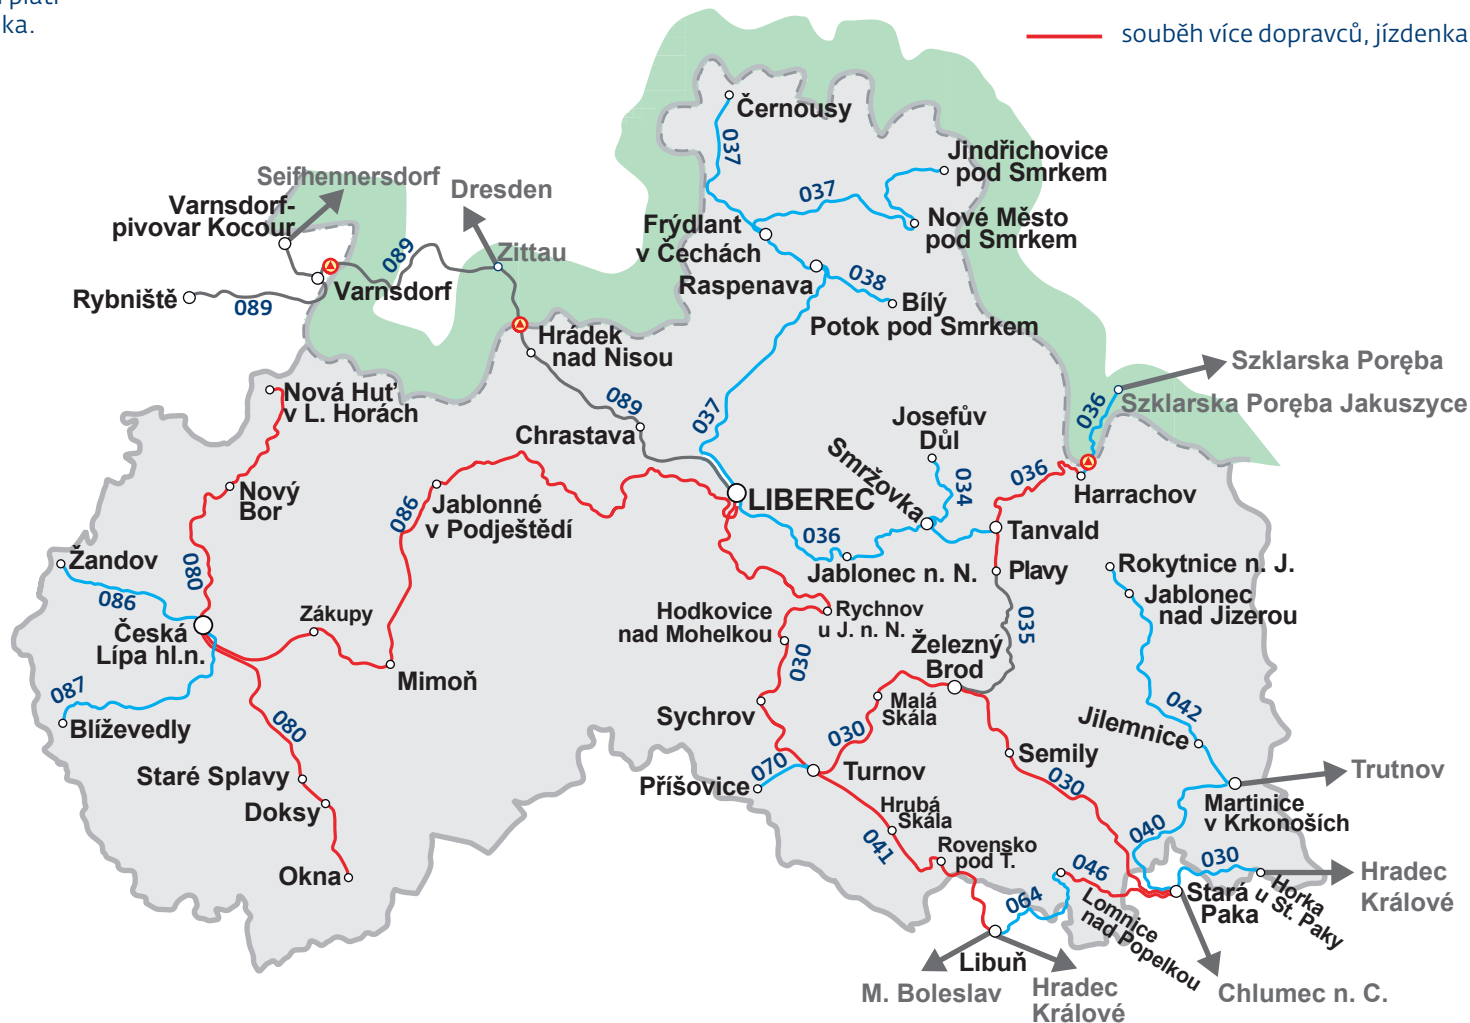 platí
ka.
souběh více dopravců, jízdenka
Černousy
037
Jindřichovice
pod Smrkem
037
Seifhennersdorf
Dresden
Varnsdorf-
pivovar Kocour
Frýdlant
v Čechách
Nové Město
pod Smrkem
089
Zittau
Raspenava
038
Bílý
Potok pod Smrkem
Rybniště
089
Varnsdorf
Hrádek
nad Nisou
Szklarska Poręba
Szklarska Poręba Jakuszyce
036
Nová Huť
v L. Horách
089
037
Chrastava
Josefův
Důl
Smržovka
034
036
Harrachov
Nový
Bor
086
Jablonné
v Podještědí
LIBEREC
036
Tanvald
Jablonec n. N.
Plavy
Rokytnice n. J.
Jablonec
nad Jizerou
Žandov
086
080
Česká
Lípa hl.n.
Zákupy
Mimoň
Hodkovice
nad Mohelkou
Rychnov
u J. n. N.
035
Železný
Brod
030
087
Blíževedly
Sychrov
Malá
Skála
030
042
Jilemnice
080
Staré Splavy
Doksy
Okna
Příšovice
070
Turnov
Semily
030
Trutnov
Martinice
v Krkonoších
Hrubá
Skála
041
Rovensko
pod T.
040
030
046
064
Stará
Paka
Horka
u St. Paky
Hradec
Králové
Lomnice
nad Popelkou
Libuň
M. Boleslav
Hradec
Králové
Chlumec n. C.